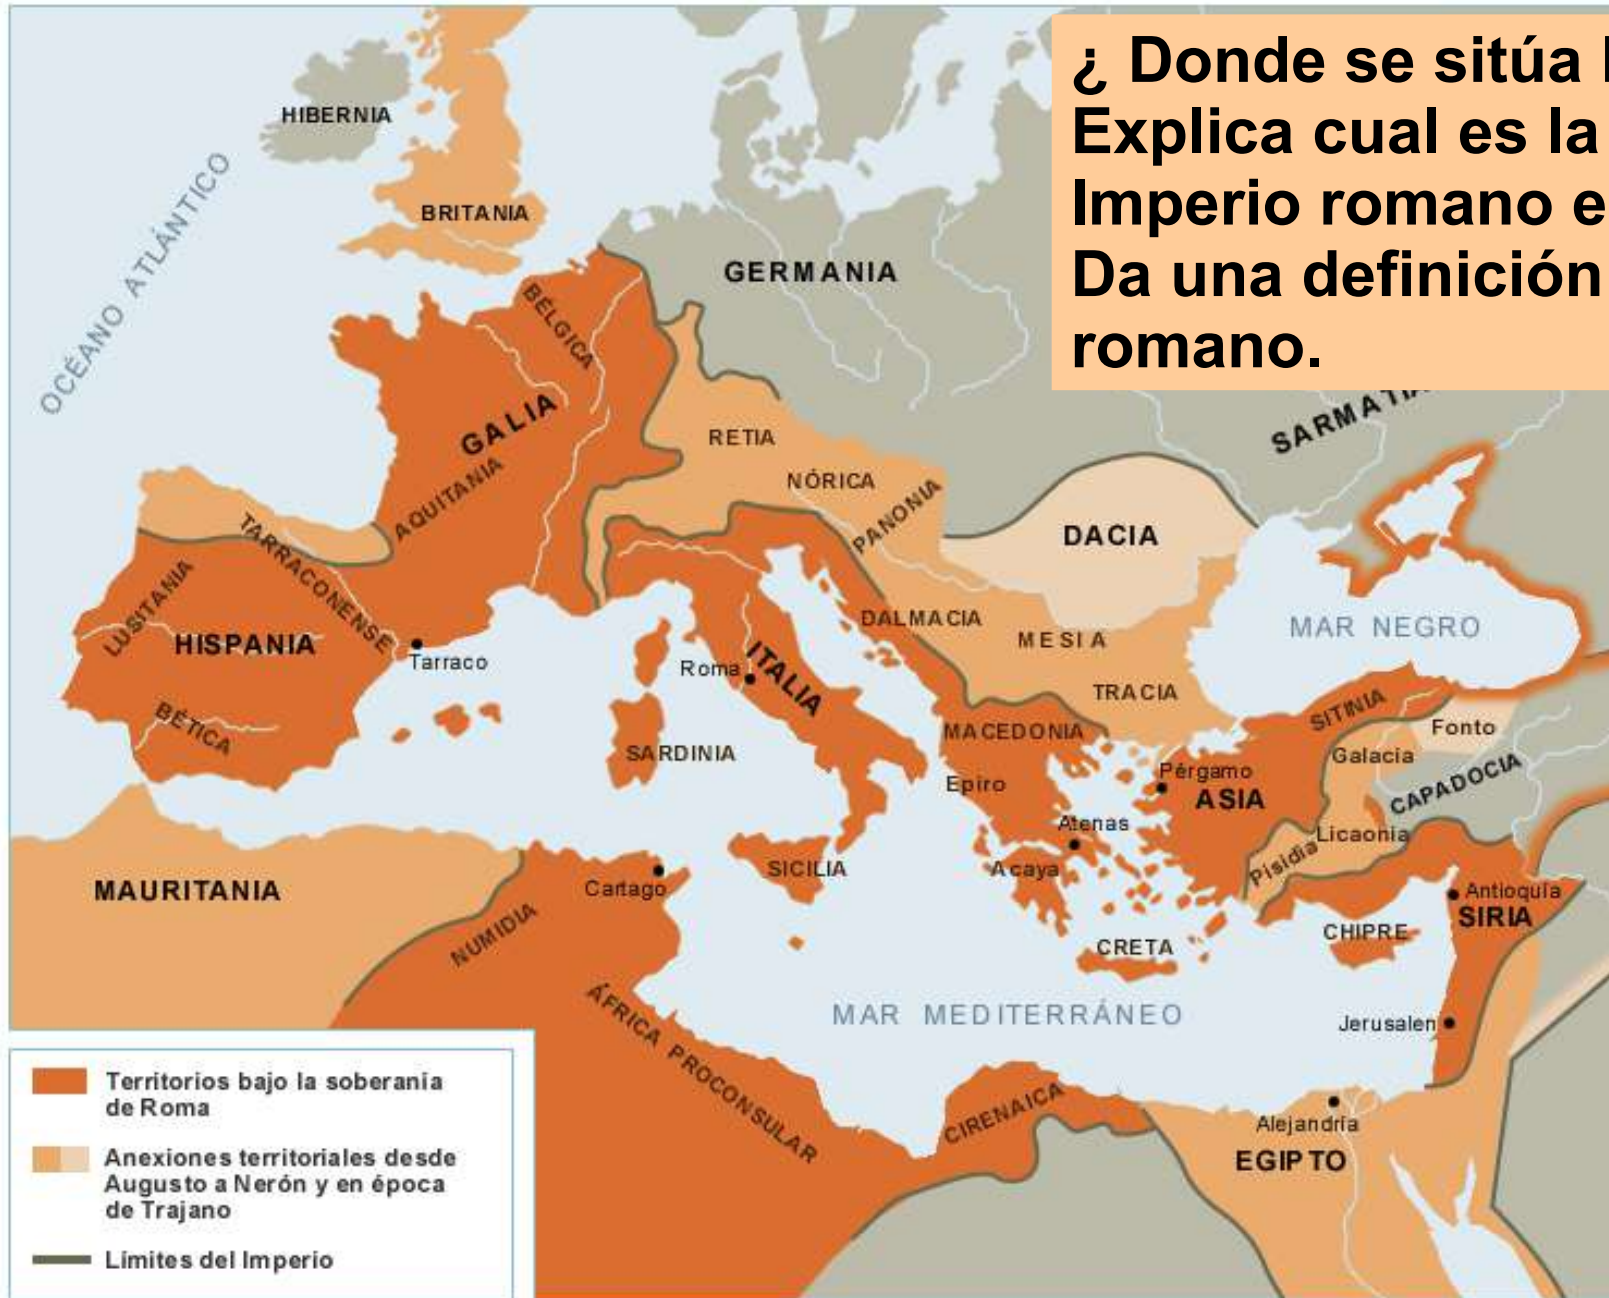 ¿ Donde se sitúa
Explica cual es la
Imperio romano e
Da una definición
romano.
HIBERNIA
BRITANIA
OCÉANO ATLÁNTICO
GERMANIA
BÉLGICA
GALIA
AQUITANIA
RETIA
NÓRICA
PANONIA
DACIA
TARRACONENSE
LUSITANIA
HISPANIA
BÉTICA
Tarraco
Roma
ITALIA
DALMACIA
MESIA
TRACIA
MAR NEGRO
SARDINIA
MACEDONIA
Epiro
SITINIA
Fonto
Galacia
CAPADOCIA
Pérgamo
ASIA
Atenas
Acaya
Licaonia
Pisidia
SICILIA
Cartago
MAURITANIA
NUMIDIA
Antioquía
SIRIA
CHIPRE
CRETA
MAR MEDITERRÁNEO
Jerusalen
ÁFRICA PROCONSULAR
CIRENAICA
Alejandría
EGIPTO
Territorios bajo la soberanía
de Roma
Anexiones territoriales desde
Augusto a Nerón y en época
de Trajano
Límites del Imperio